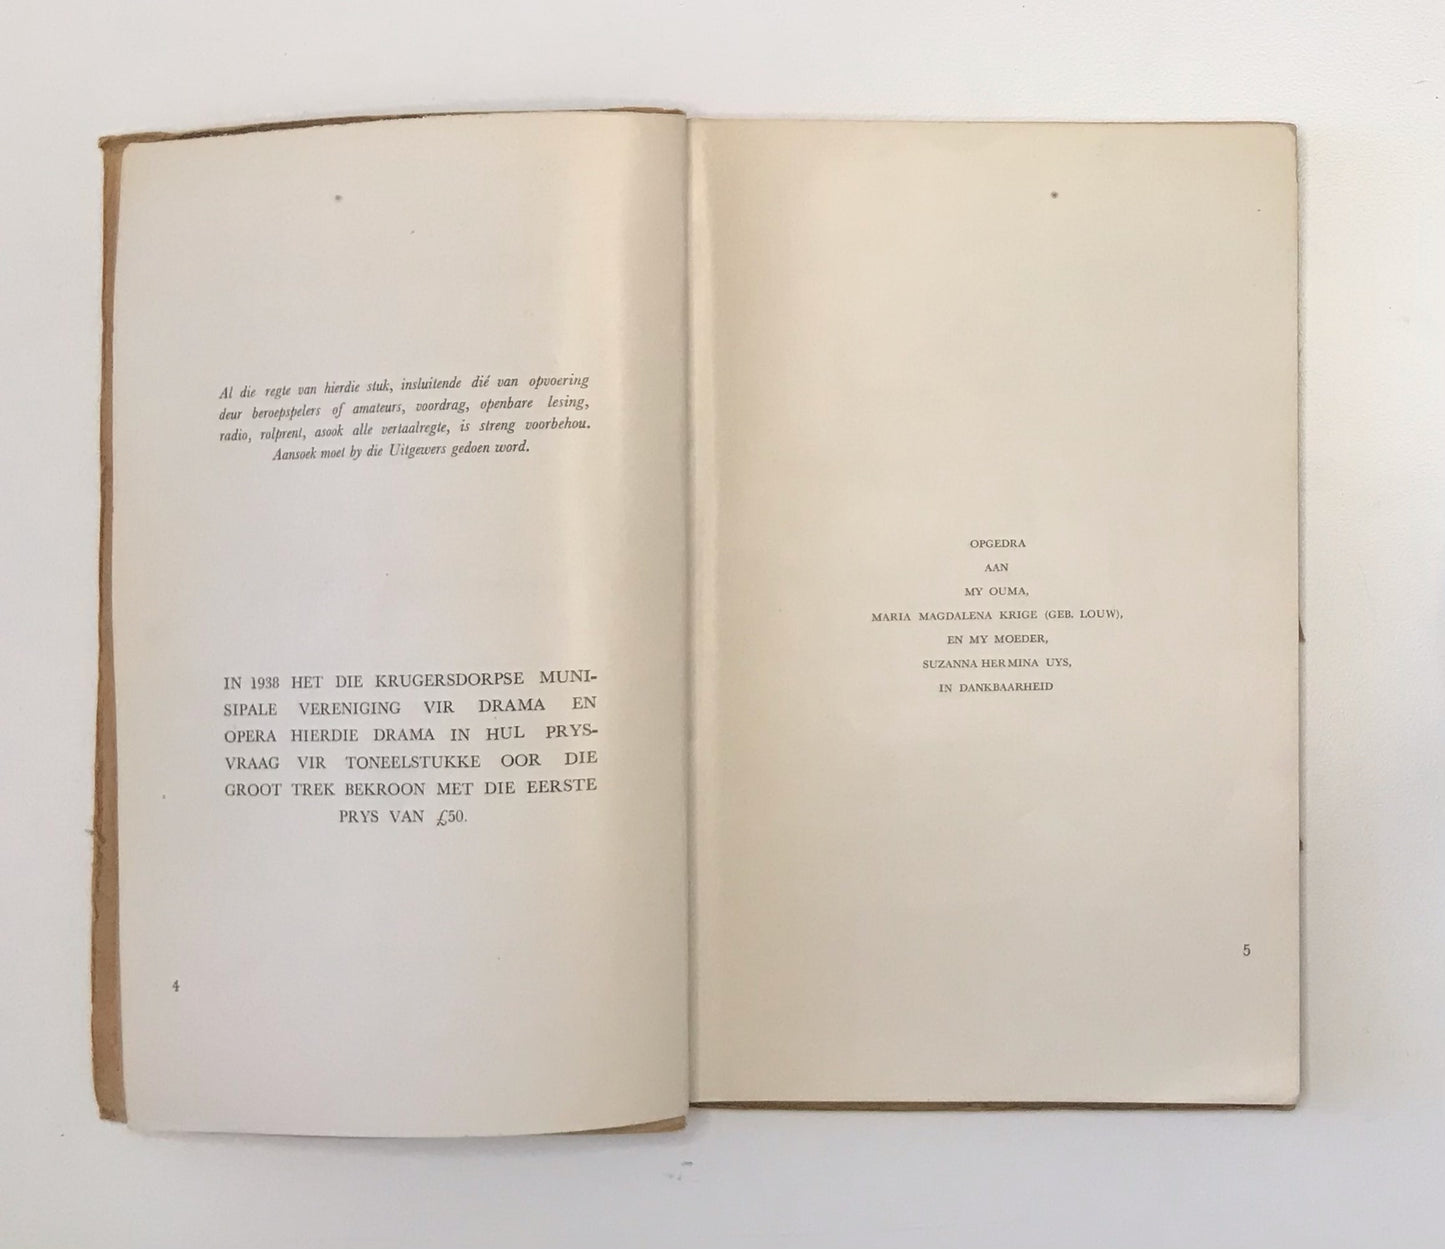 Al die regte van hierdie stuk, insluitende dié van opvoering
deur beroepspelers of amateurs, voordrag, openbare lesing,
radio, rolprent, asook alle vertaalregte, is streng voorbehou.
Aansoek moet by die Uitgewers gedoen word.
IN 1938 HET DIE KRUGERSDORPSE MUNI-
SIPALE VERENIGING VIR DRAMA EN
OPERA HIERDIE DRAMA IN HUL PRYS-
VRAAG VIR TONEELSTUKKE OOR DIE
GROOT TREK BEKROON MET DIE EERSTE
PRYS VAN £50.
4
OPGEDRA
AAN
MY OUMA,
MARIA MAGDALENA KRIGE (GEB. LOUW),
EN MY MOEDER,
SUZANNA HERMINA UYS,
IN DANKBAARHEID
5